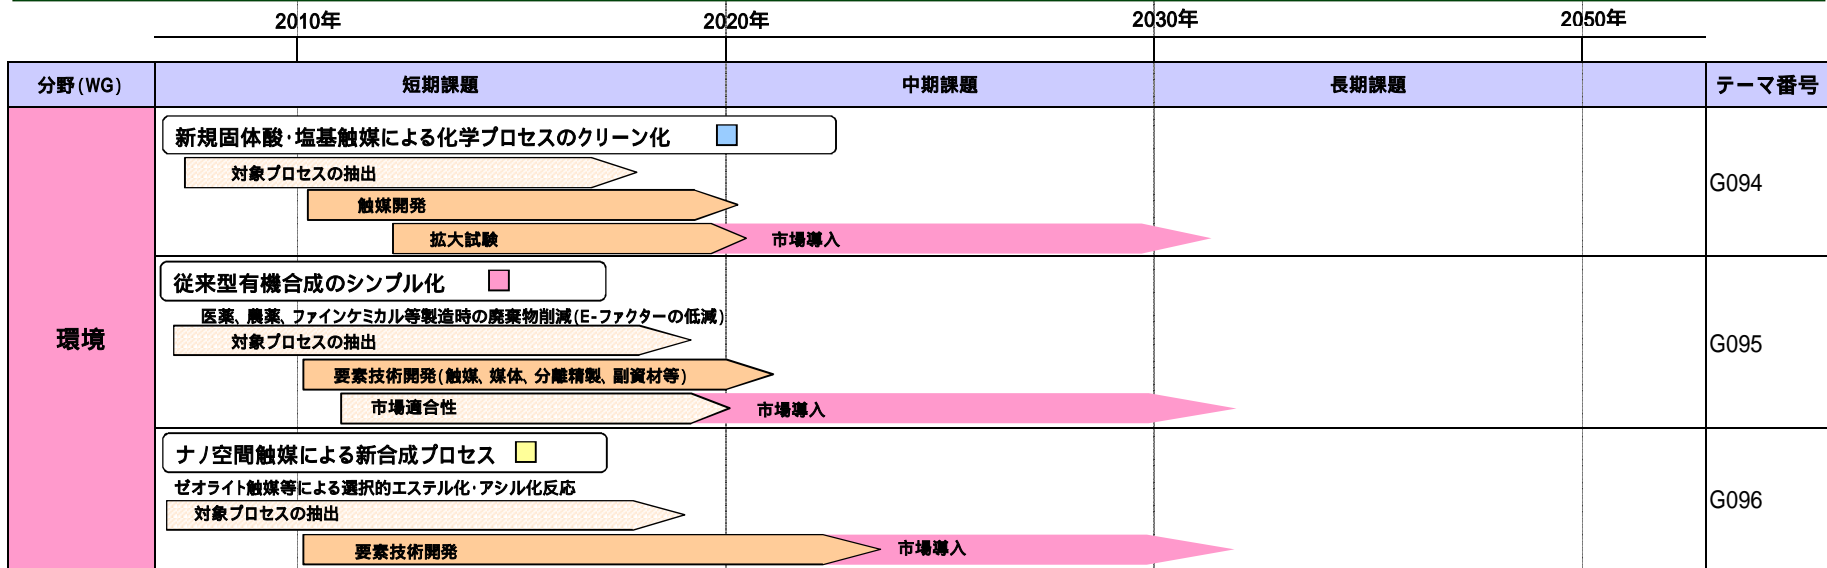 2010年 2020年 2030年 2050年
分野(WG) 短期課題 中期課題 長期課題 テーマ番号
新規固体酸・塩基触媒による化学プロセスのクリーン化
対象プロセスの抽出
触媒開発
拡大試験 市場導入
G094
従来型有機合成のシンプル化
医薬、農薬、ファインケミカル等製造時の廃棄物削減(E-ファクターの低減)
対象プロセスの抽出
要素技術開発(触媒、媒体、分離精製、副資材等)
市場適合性 市場導入
環境
G095
ナノ空間触媒による新合成プロセス
ゼオライト触媒等による選択的エステル化・アシル化反応
対象プロセスの抽出
要素技術開発 市場導入
G096